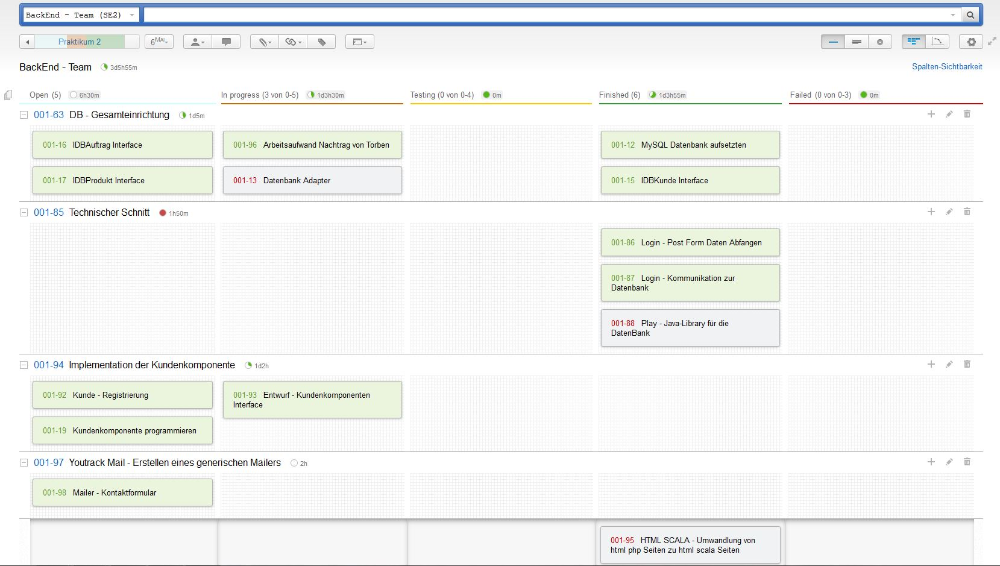 BackEnd - Team (SE2)
Praktikum 2
6MAI
BackEnd - Team 3d5h55m
Spalten-Sichtbarkeit
Open (5) 6h30m
In progress (3 von 0-5) 1d3h30m
Testing (0 von 0-4) 0m
Finished (6) 1d3h55m
Failed (0 von 0-3) 0m
001-63 DB - Gesamteinrichtung 1d5m
001-16 IDBAuftrag Interface
001-96 Arbeitsaufwand Nachtrag von Torben
001-12 MySQL Datenbank aufsetzten
001-17 IDBProdukt Interface
001-13 Datenbank Adapter
001-15 IDBKunde Interface
001-85 Technischer Schnitt 1h50m
001-86 Login - Post Form Daten Abfangen
001-87 Login - Kommunikation zur
Datenbank
001-88 Play - Java-Library für die
DatenBank
001-94 Implementation der Kundenkomponente 1d2h
001-92 Kunde - Registrierung
001-93 Entwurf - Kundenkomponenten
Interface
001-19 Kundenkomponente programmieren
001-97 Youtrack Mail - Erstellen eines generischen Mailers 2h
001-98 Mailer - Kontaktformular
001-95 HTML SCALA - Umwandlung von
html php Seiten zu html scala Seiten